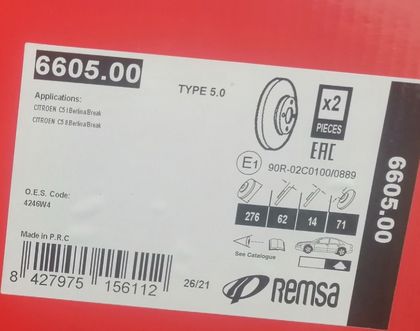 6605.00
TYPE 5.0
x2
PIECES
Applications:
CITROEN C5 I Berlina/Break
CITROEN C5 II Berlina/Break
EAC
E1 90R-02C0100/0889
6605.00
276 62 14 71
O.E.S. Code:
4246W4
See Catalogue
Made in P.R.C
8 427975 156112
26/21
Remsa